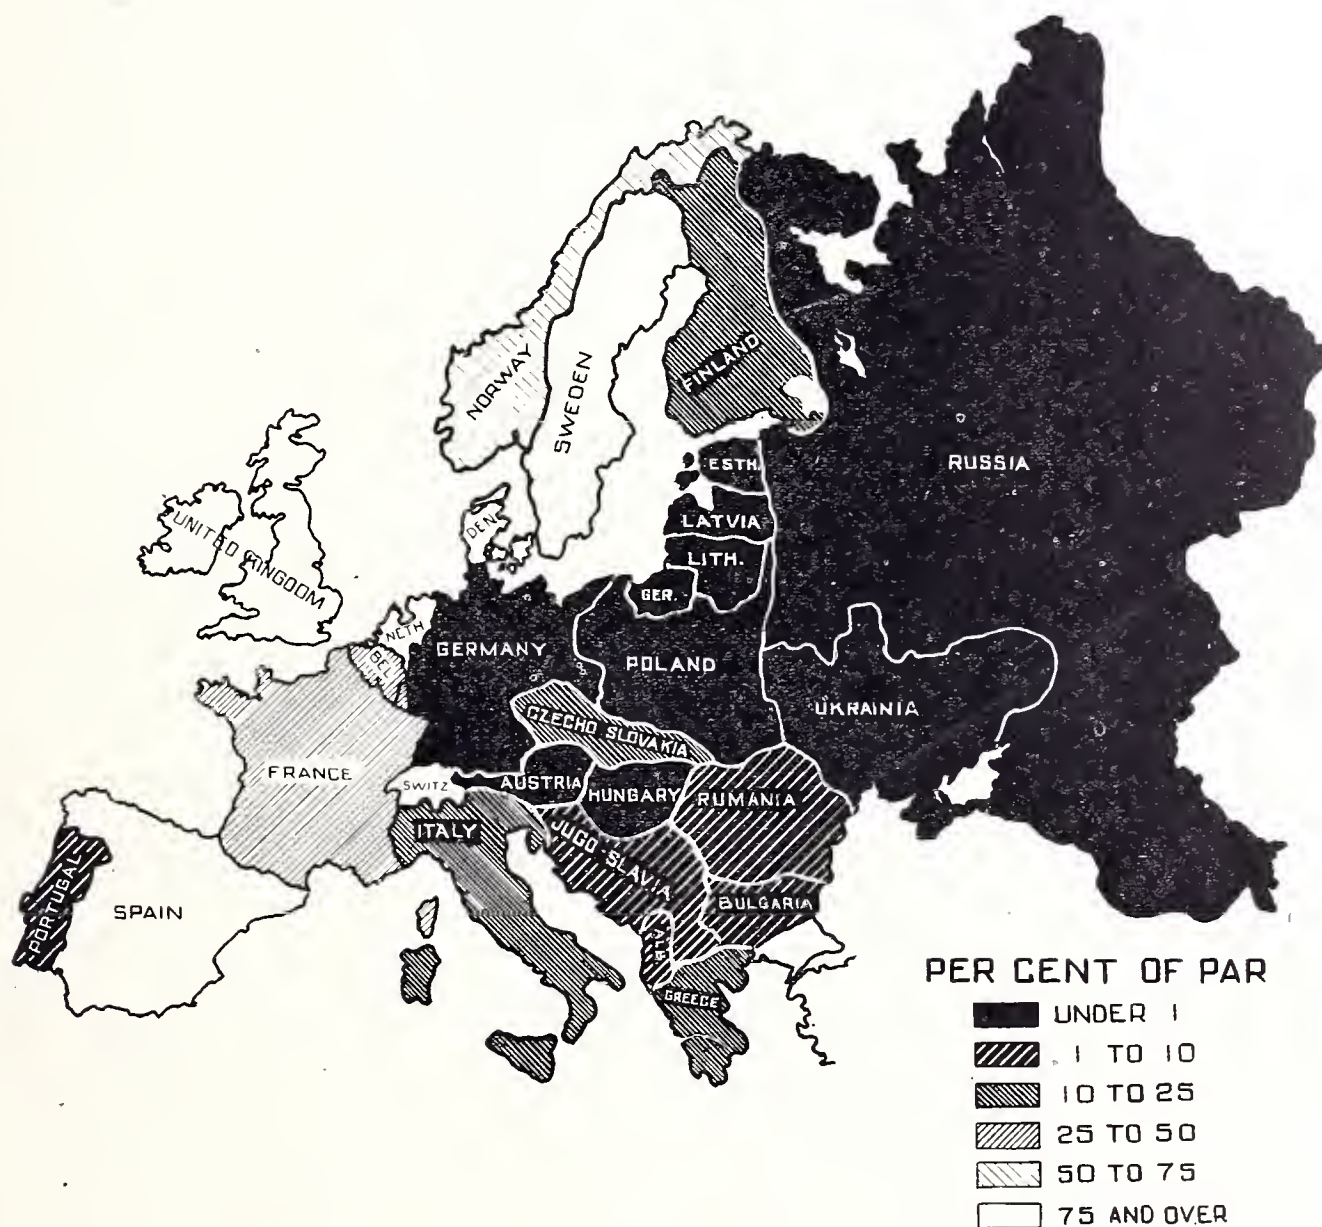 NORWAY
SWEDEN
FINLAND
ESTH.
RUSSIA
LATVIA
LITH.
GER.
DEN.
UNITED KINGDOM
NETH.
BEL.
GERMANY
POLAND
UKRAINIA
CZECHO SLOVAKIA
FRANCE
SWITZ
AUSTRIA
HUNGARY
RUMANIA
ITALY
JUGO-SLAVIA
PORTUGAL
SPAIN
BULGARIA
ALB.
GREECE
PER CENT OF PAR
UNDER 1
1 TO 10
10 TO 25
25 TO 50
50 TO 75
75 AND OVER